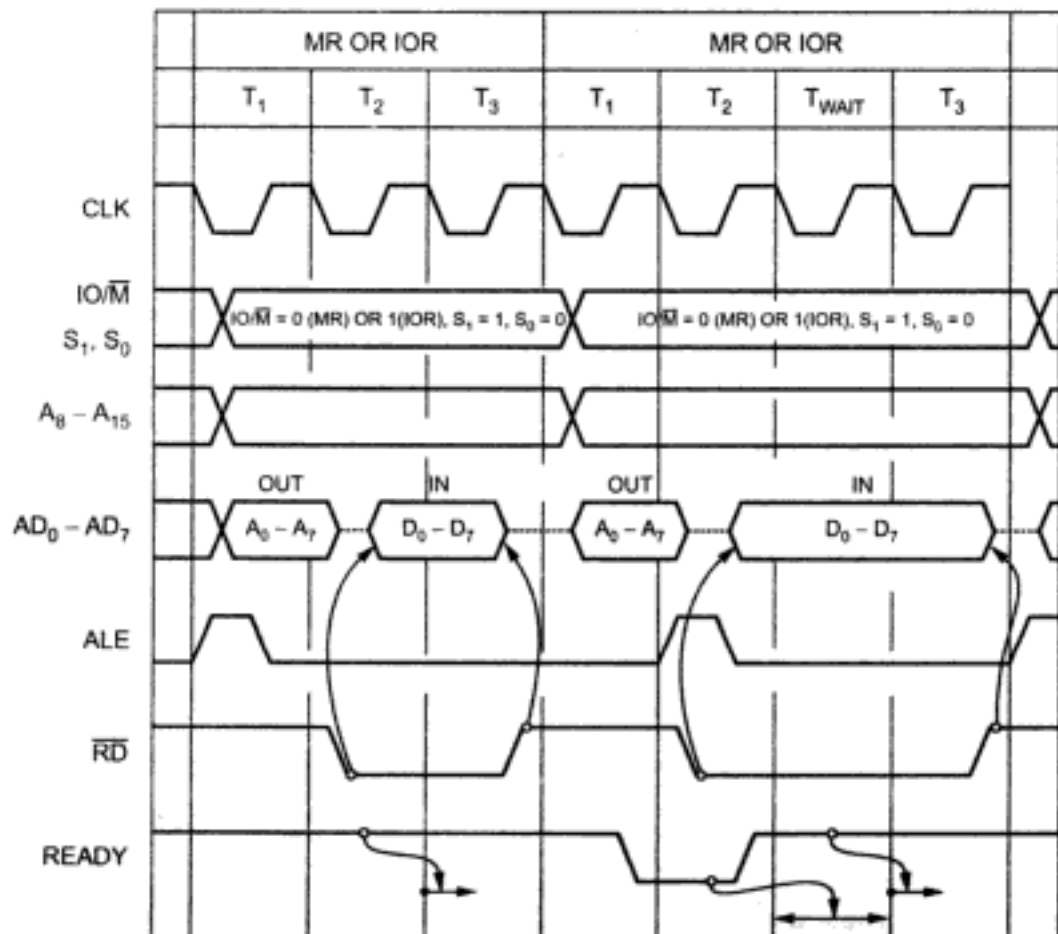 MR OR IOR MR OR IOR
T₁ T₂ T₃ T₁ T₂ T_WAIT T₃
CLK
IO/M̅
S₁, S₀
IO/M̅ = 0 (MR) OR 1(IOR), S₁ = 1, S₀ = 0 IO/M̅ = 0 (MR) OR 1(IOR), S₁ = 1, S₀ = 0
A₈ – A₁₅
OUT IN OUT IN
AD₀ – AD₇ A₀ – A₇ D₀ – D₇ A₀ – A₇ D₀ – D₇
ALE
R̅D̅
READY